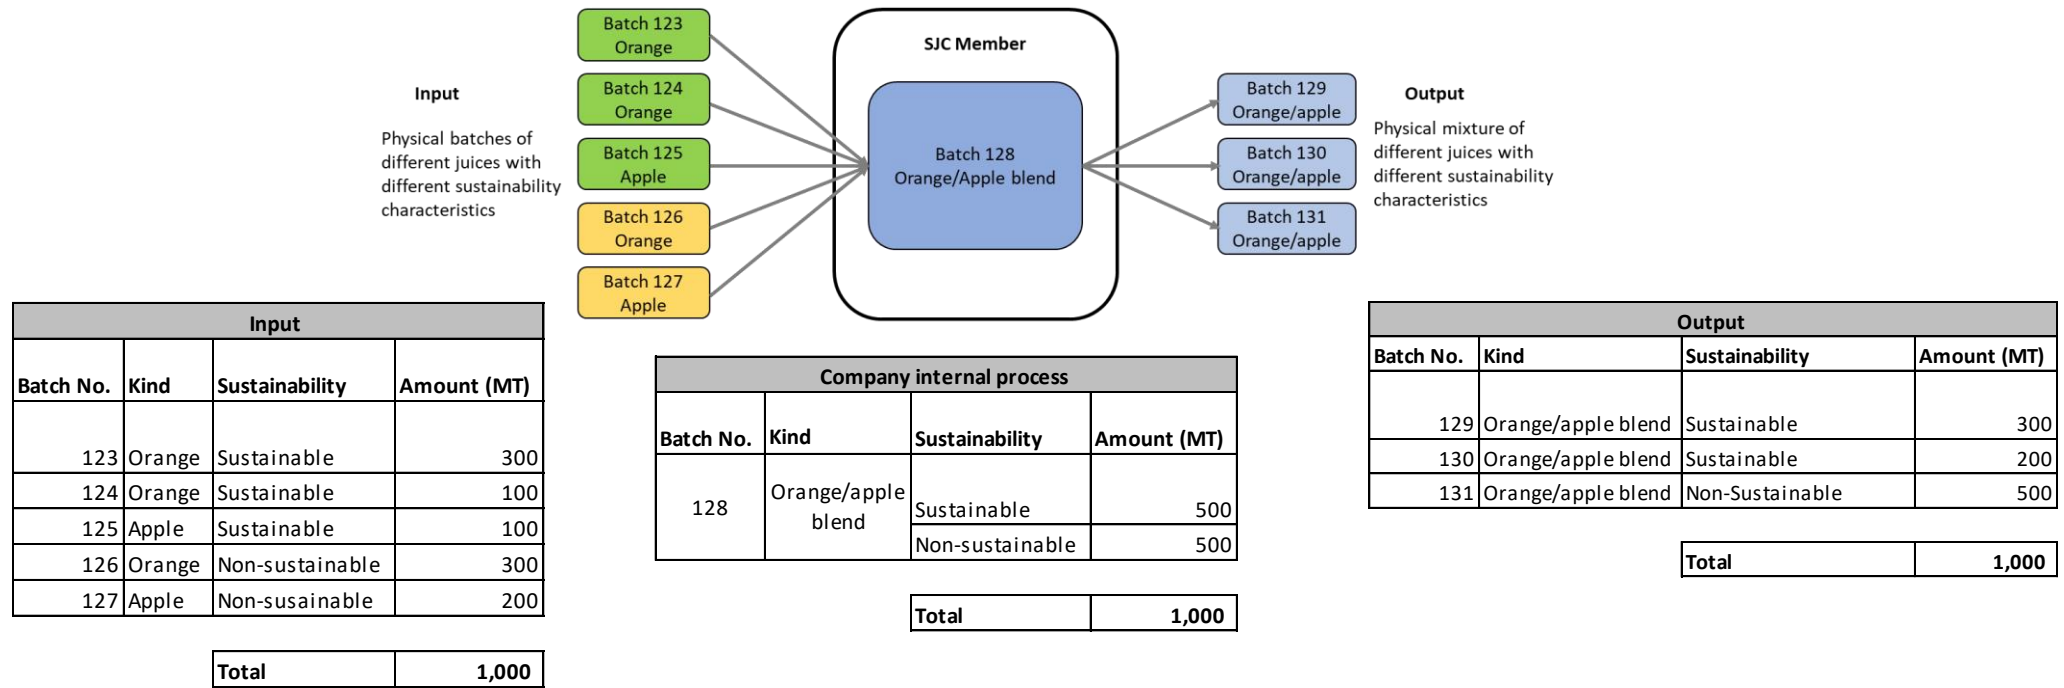 Batch 123
Orange
Batch 124
Orange
Batch 125
Apple
Batch 126
Orange
Batch 127
Apple
Input
Physical batches of
different juices with
different sustainability
characteristics
SJC Member
Batch 128
Orange/Apple blend
Batch 129
Orange/apple
Batch 130
Orange/apple
Batch 131
Orange/apple
Output
Physical mixture of
different juices with
different sustainability
characteristics
Input
Batch No. Kind Sustainability Amount (MT)
123 Orange Sustainable 300
124 Orange Sustainable 100
125 Apple Sustainable 100
126 Orange Non-sustainable 300
127 Apple Non-susainable 200
Total 1,000
Company internal process
Batch No. Kind Sustainability Amount (MT)
128 Orange/apple
blend
Sustainable 500
Non-sustainable 500
Total 1,000
Output
Batch No. Kind Sustainability Amount (MT)
129 Orange/apple blend Sustainable 300
130 Orange/apple blend Sustainable 200
131 Orange/apple blend Non-Sustainable 500
Total 1,000